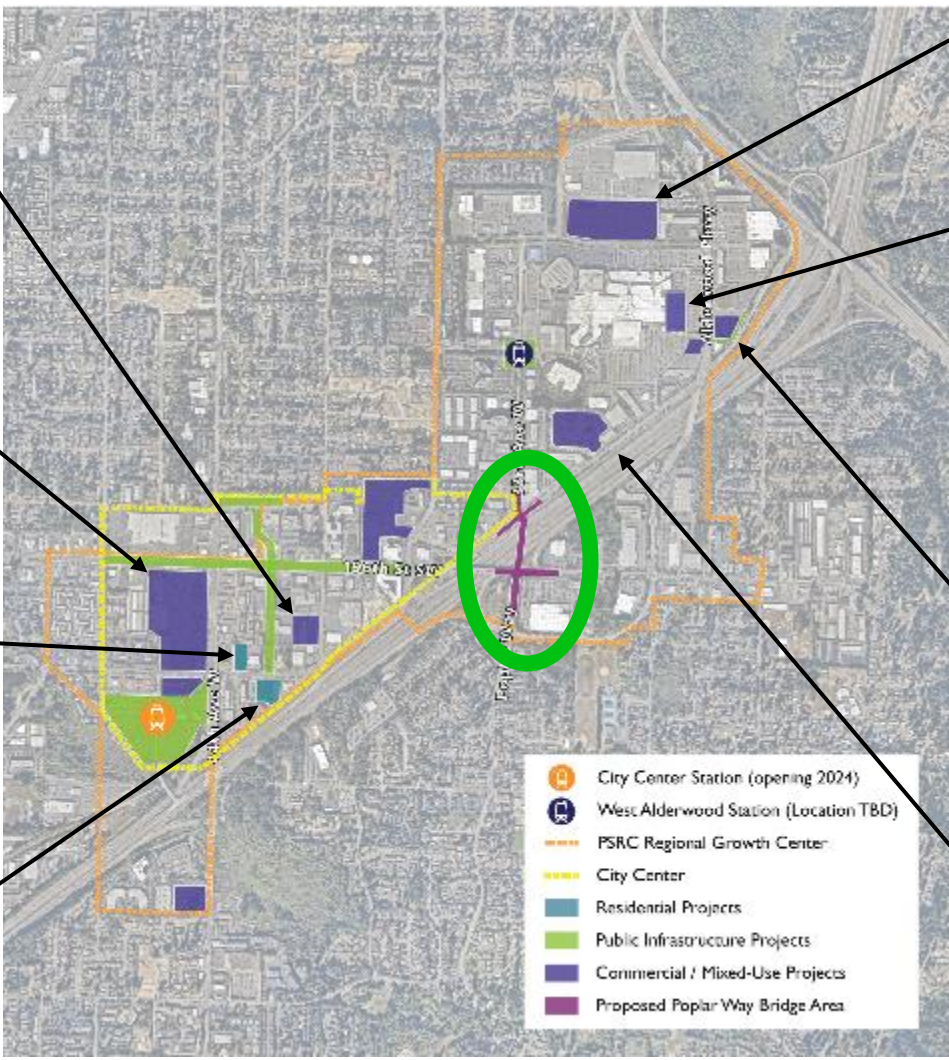 196th St SW
City Center Station (opening 2024)
West Alderwood Station (Location TBD)
PSRC Regional Growth Center
City Center
Residential Projects
Public Infrastructure Projects
Commercial / Mixed-Use Projects
Proposed Poplar Way Bridge Area